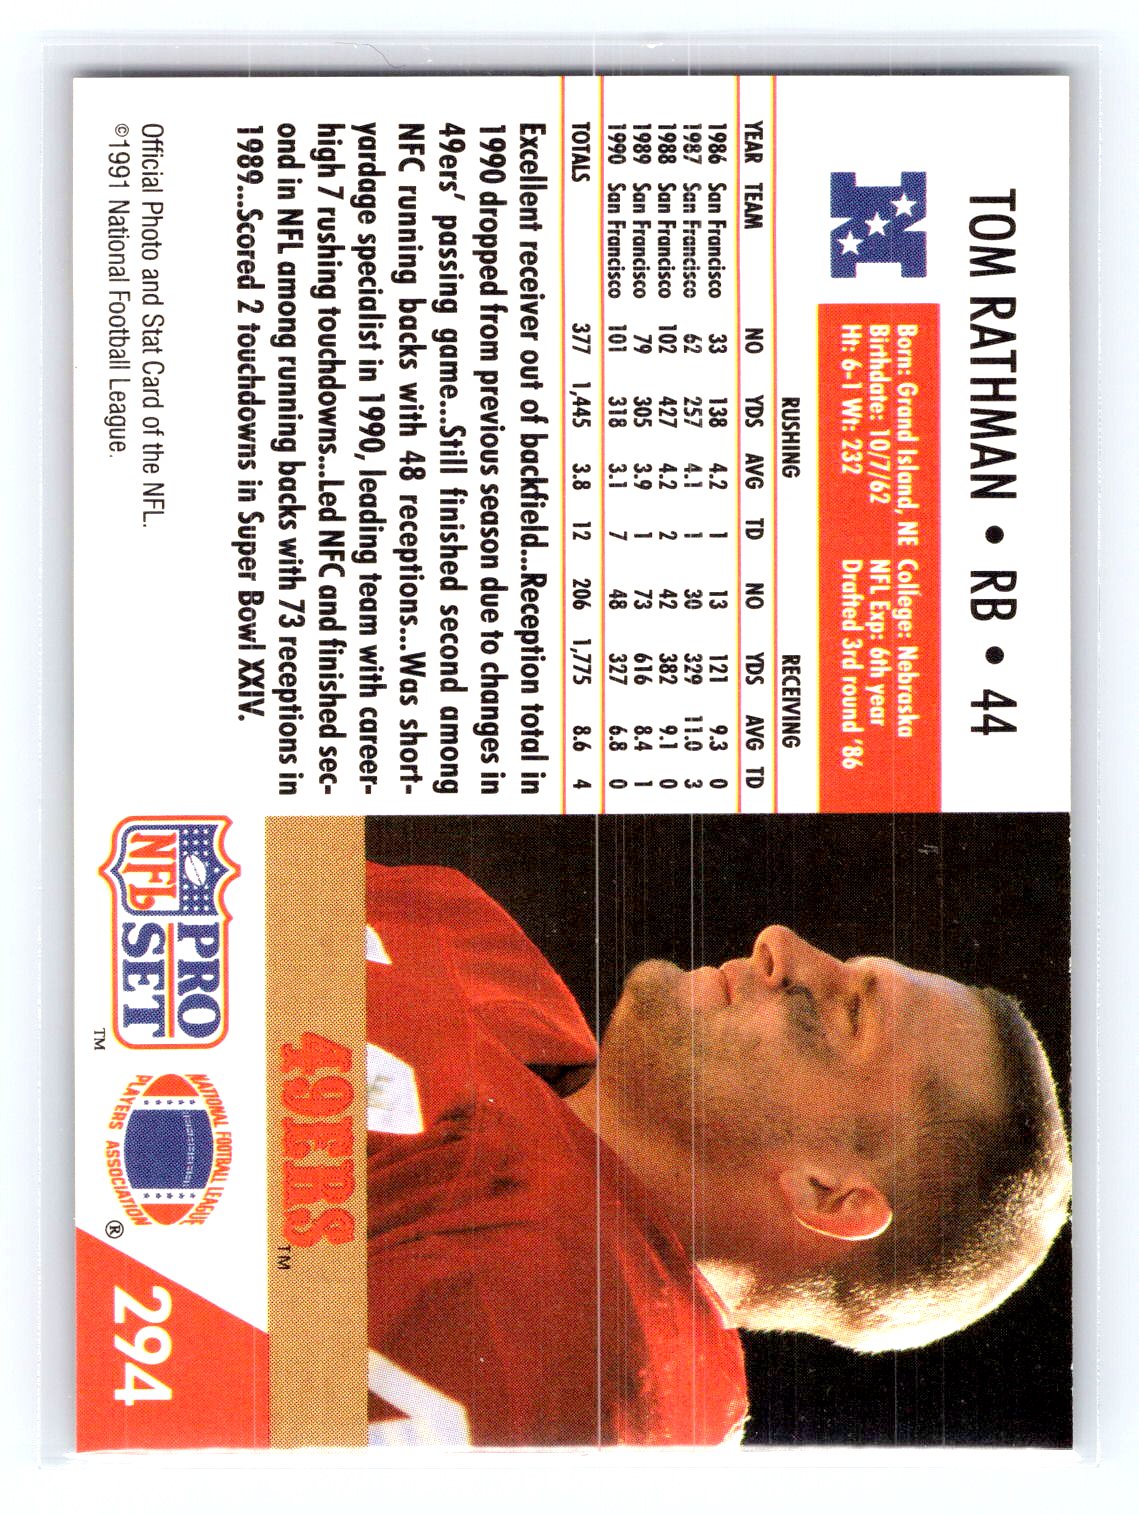 TOM RATHMAN • RB • 44
Born: Grand Island, NE College: Nebraska
Birthdate: 10/7/62 NFL Exp: 6th year
Ht: 6-1 Wt: 232 Drafted 3rd round '86
RUSHING RECEIVING
YEAR TEAM NO YDS AVG TD NO YDS AVG TD
1986 San Francisco 33 138 4.2 1 13 121 9.3 0
1987 San Francisco 62 257 4.1 1 30 329 11.0 3
1988 San Francisco 102 427 4.2 2 42 382 9.1 0
1989 San Francisco 79 305 3.9 1 73 616 8.4 1
1990 San Francisco 101 318 3.1 7 48 327 6.8 0
TOTALS 377 1,445 3.8 12 206 1,775 8.6 4
Excellent receiver out of backfield...Reception total in
1990 dropped from previous season due to changes in
49ers' passing game...Still finished second among
NFC running backs with 48 receptions...Was short-
yardage specialist in 1990, leading team with career-
high 7 rushing touchdowns...Led NFC and finished sec-
ond in NFL among running backs with 73 receptions in
1989...Scored 2 touchdowns in Super Bowl XXIV.
Official Photo and Stat Card of the NFL.
©1991 National Football League.
49ERS™
NFL PRO SET™
NATIONAL FOOTBALL LEAGUE
PLAYERS ASSOCIATION®
294